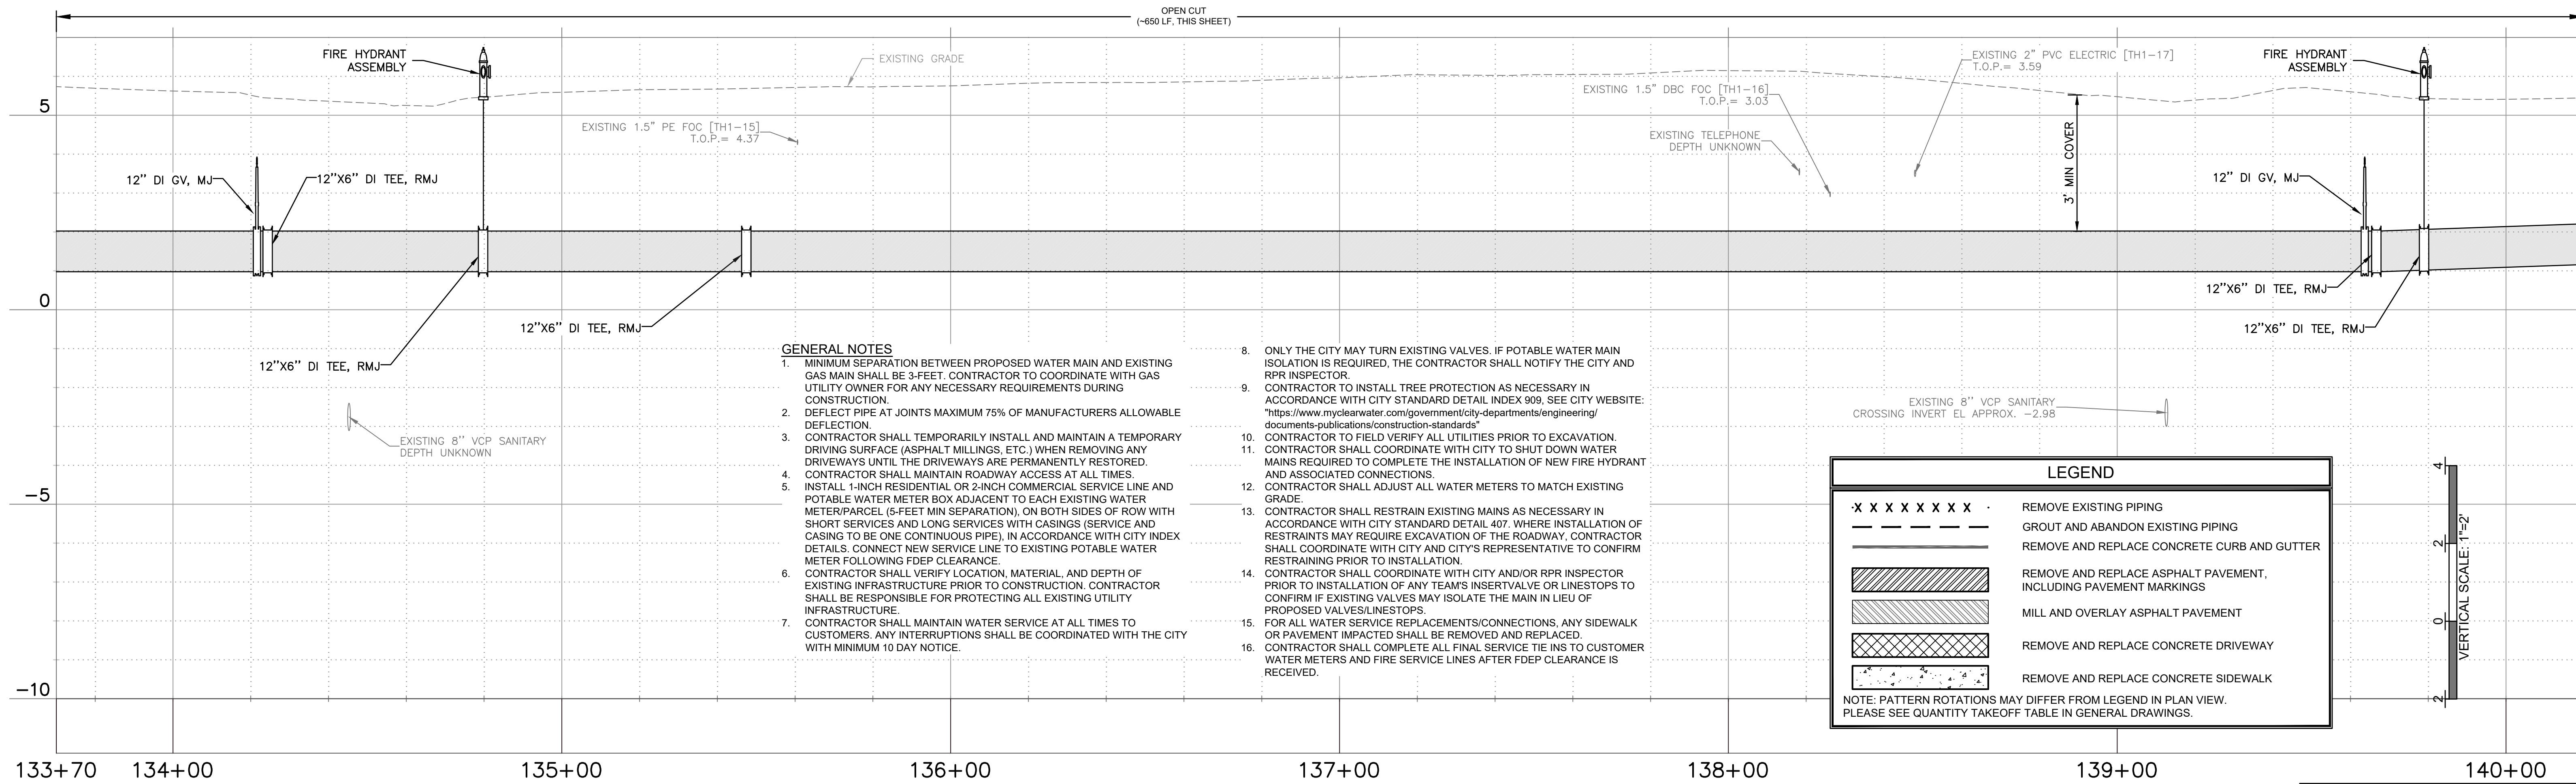 OPEN CUT
(~650 LF, THIS SHEET)
FIRE HYDRANT
ASSEMBLY
EXISTING GRADE
EXISTING 2" PVC ELECTRIC [TH1-17]
T.O.P.= 3.59
FIRE HYDRANT
ASSEMBLY
5
EXISTING 1.5" DBC FOC [TH1-16]
T.O.P.= 3.03
EXISTING 1.5" PE FOC [TH1-15]
T.O.P.= 4.37
EXISTING TELEPHONE
DEPTH UNKNOWN
3' MIN COVER
12" DI GV, MJ
12"X6" DI TEE, RMJ
12" DI GV, MJ
0
12"X6" DI TEE, RMJ
12"X6" DI TEE, RMJ
12"X6" DI TEE, RMJ
12"X6" DI TEE, RMJ
EXISTING 8" VCP SANITARY
DEPTH UNKNOWN
EXISTING 8" VCP SANITARY
CROSSING INVERT EL APPROX. -2.98
-5
-10
GENERAL NOTES
1. MINIMUM SEPARATION BETWEEN PROPOSED WATER MAIN AND EXISTING
GAS MAIN SHALL BE 3-FEET. CONTRACTOR TO COORDINATE WITH GAS
UTILITY OWNER FOR ANY NECESSARY REQUIREMENTS DURING
CONSTRUCTION.
2. DEFLECT PIPE AT JOINTS MAXIMUM 75% OF MANUFACTURERS ALLOWABLE
DEFLECTION.
3. CONTRACTOR SHALL TEMPORARILY INSTALL AND MAINTAIN A TEMPORARY
DRIVING SURFACE (ASPHALT MILLINGS, ETC.) WHEN REMOVING ANY
DRIVEWAYS UNTIL THE DRIVEWAYS ARE PERMANENTLY RESTORED.
4. CONTRACTOR SHALL MAINTAIN ROADWAY ACCESS AT ALL TIMES.
5. INSTALL 1-INCH RESIDENTIAL OR 2-INCH COMMERCIAL SERVICE LINE AND
POTABLE WATER METER BOX ADJACENT TO EACH EXISTING WATER
METER/PARCEL (5-FEET MIN SEPARATION), ON BOTH SIDES OF ROW WITH
SHORT SERVICES AND LONG SERVICES WITH CASINGS (SERVICE AND
CASING TO BE ONE CONTINUOUS PIPE), IN ACCORDANCE WITH CITY INDEX
DETAILS. CONNECT NEW SERVICE LINE TO EXISTING POTABLE WATER
METER FOLLOWING FDEP CLEARANCE.
6. CONTRACTOR SHALL VERIFY LOCATION, MATERIAL, AND DEPTH OF
EXISTING INFRASTRUCTURE PRIOR TO CONSTRUCTION. CONTRACTOR
SHALL BE RESPONSIBLE FOR PROTECTING ALL EXISTING UTILITY
INFRASTRUCTURE.
7. CONTRACTOR SHALL MAINTAIN WATER SERVICE AT ALL TIMES TO
CUSTOMERS. ANY INTERRUPTIONS SHALL BE COORDINATED WITH THE CITY
WITH MINIMUM 10 DAY NOTICE.
8. ONLY THE CITY MAY TURN EXISTING VALVES. IF POTABLE WATER MAIN
ISOLATION IS REQUIRED, THE CONTRACTOR SHALL NOTIFY THE CITY AND
RPR INSPECTOR.
9. CONTRACTOR TO INSTALL TREE PROTECTION AS NECESSARY IN
ACCORDANCE WITH CITY STANDARD DETAIL INDEX 909, SEE CITY WEBSITE:
"https://www.myclearwater.com/government/city-departments/engineering/
documents-publications/construction-standards"
10. CONTRACTOR TO FIELD VERIFY ALL UTILITIES PRIOR TO EXCAVATION.
11. CONTRACTOR SHALL COORDINATE WITH CITY TO SHUT DOWN WATER
MAINS REQUIRED TO COMPLETE THE INSTALLATION OF NEW FIRE HYDRANT
AND ASSOCIATED CONNECTIONS.
12. CONTRACTOR SHALL ADJUST ALL WATER METERS TO MATCH EXISTING
GRADE.
13. CONTRACTOR SHALL RESTRAIN EXISTING MAINS AS NECESSARY IN
ACCORDANCE WITH CITY STANDARD DETAIL 407. WHERE INSTALLATION OF
RESTRAINTS MAY REQUIRE EXCAVATION OF THE ROADWAY, CONTRACTOR
SHALL COORDINATE WITH CITY AND CITY'S REPRESENTATIVE TO CONFIRM
RESTRAINING PRIOR TO INSTALLATION.
14. CONTRACTOR SHALL COORDINATE WITH CITY AND/OR RPR INSPECTOR
PRIOR TO INSTALLATION OF ANY TEAM'S INSERTVALVE OR LINESTOPS TO
CONFIRM IF EXISTING VALVES MAY ISOLATE THE MAIN IN LIEU OF
PROPOSED VALVES/LINESTOPS.
15. FOR ALL WATER SERVICE REPLACEMENTS/CONNECTIONS, ANY SIDEWALK
OR PAVEMENT IMPACTED SHALL BE REMOVED AND REPLACED.
16. CONTRACTOR SHALL COMPLETE ALL FINAL SERVICE TIE INS TO CUSTOMER
WATER METERS AND FIRE SERVICE LINES AFTER FDEP CLEARANCE IS
RECEIVED.
LEGEND
REMOVE EXISTING PIPING
GROUT AND ABANDON EXISTING PIPING
REMOVE AND REPLACE CONCRETE CURB AND GUTTER
REMOVE AND REPLACE ASPHALT PAVEMENT,
INCLUDING PAVEMENT MARKINGS
MILL AND OVERLAY ASPHALT PAVEMENT
REMOVE AND REPLACE CONCRETE DRIVEWAY
REMOVE AND REPLACE CONCRETE SIDEWALK
NOTE: PATTERN ROTATIONS MAY DIFFER FROM LEGEND IN PLAN VIEW.
PLEASE SEE QUANTITY TAKEOFF TABLE IN GENERAL DRAWINGS.
4
2
0
2
VERTICAL SCALE: 1"=2'
133+70 134+00 135+00 136+00 137+00 138+00 139+00 140+00